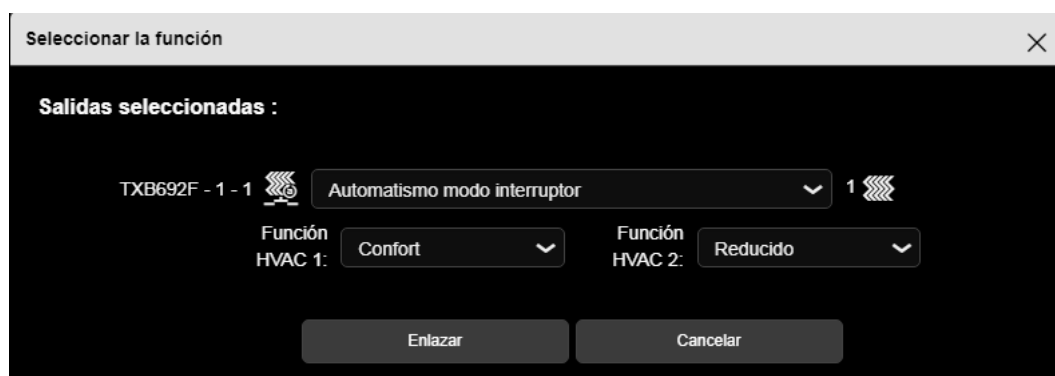 Seleccionar la función
Salidas seleccionadas :
TXB692F - 1 - 1 Automatismo modo interruptor 1
Función HVAC 1: Confort Función HVAC 2: Reducido
Enlazar Cancelar